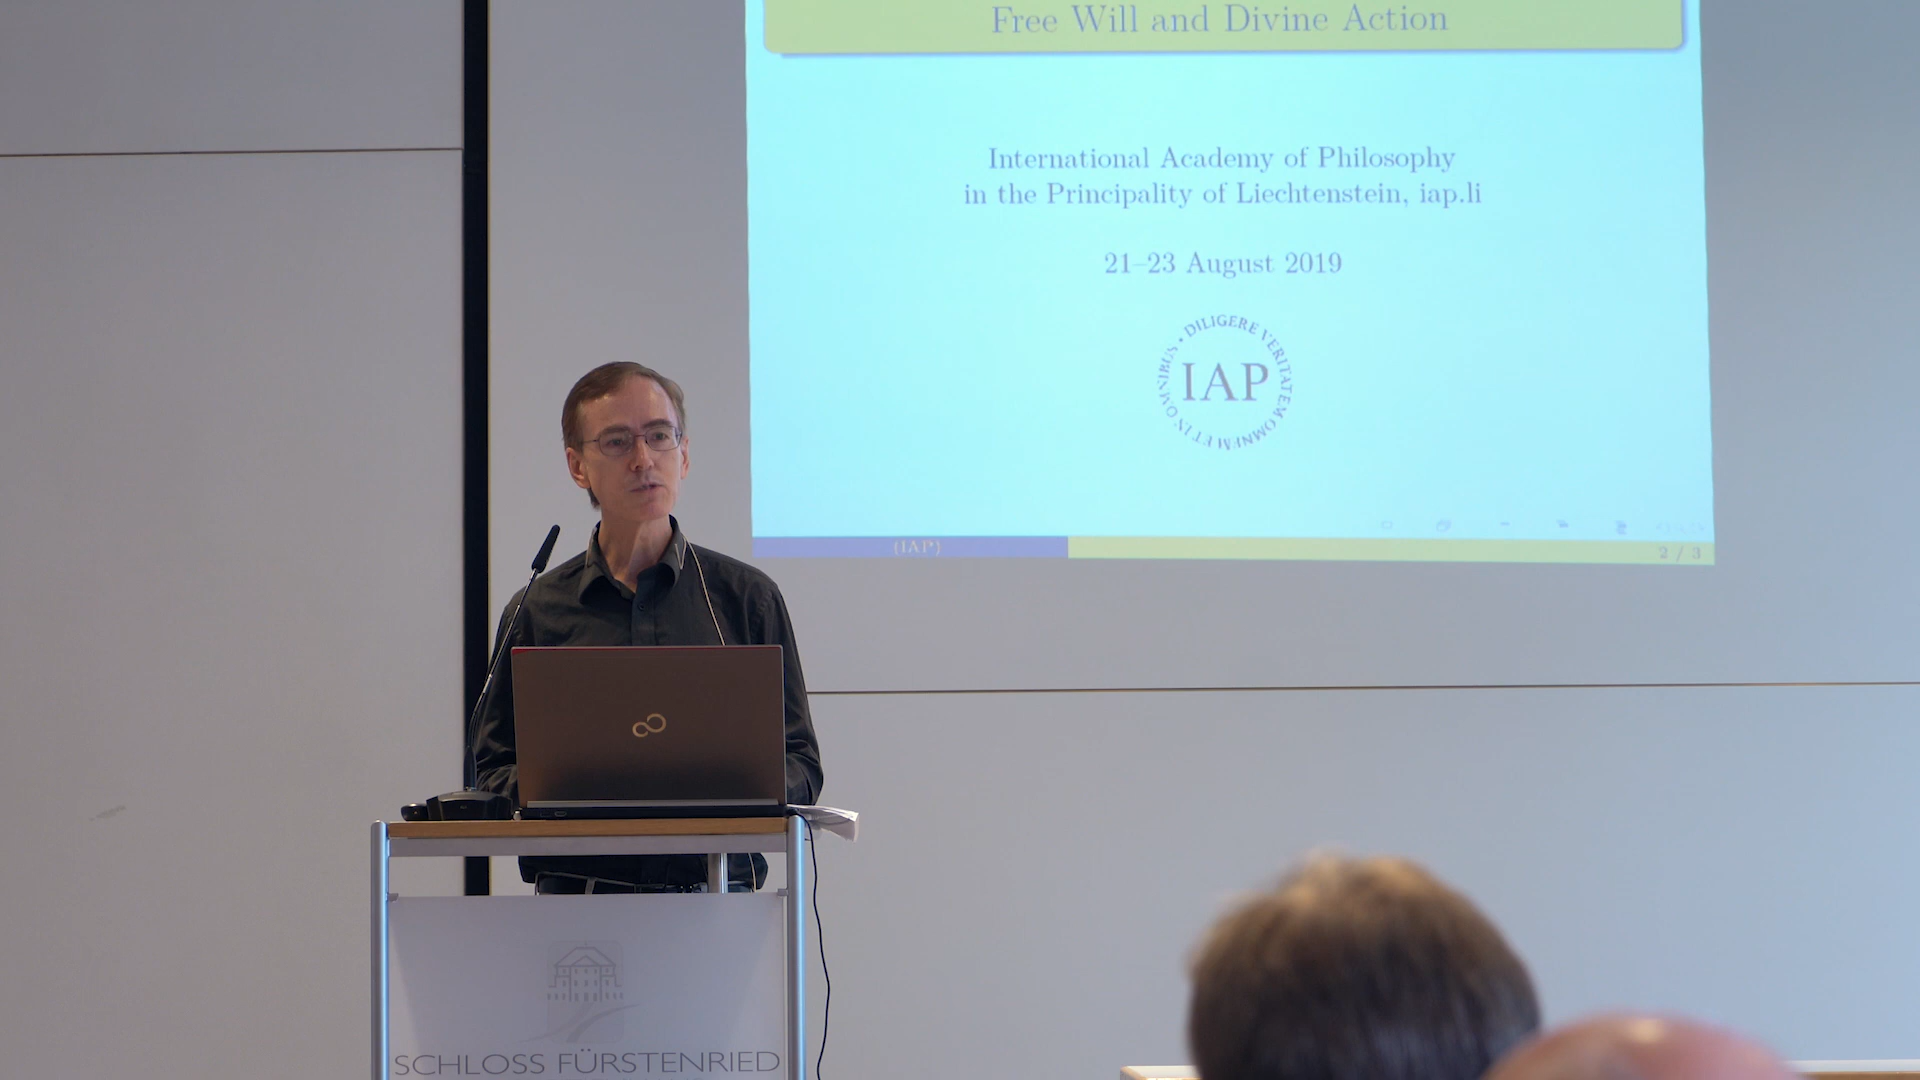 Free Will and Divine Action
International Academy of Philosophy
in the Principality of Liechtenstein, iap.li
21–23 August 2019
· DILIGERE VERITATEM OMNEM ET IN OMNIBUS
IAP
(IAP)
2 / 3
SCHLOSS FÜRSTENRIED